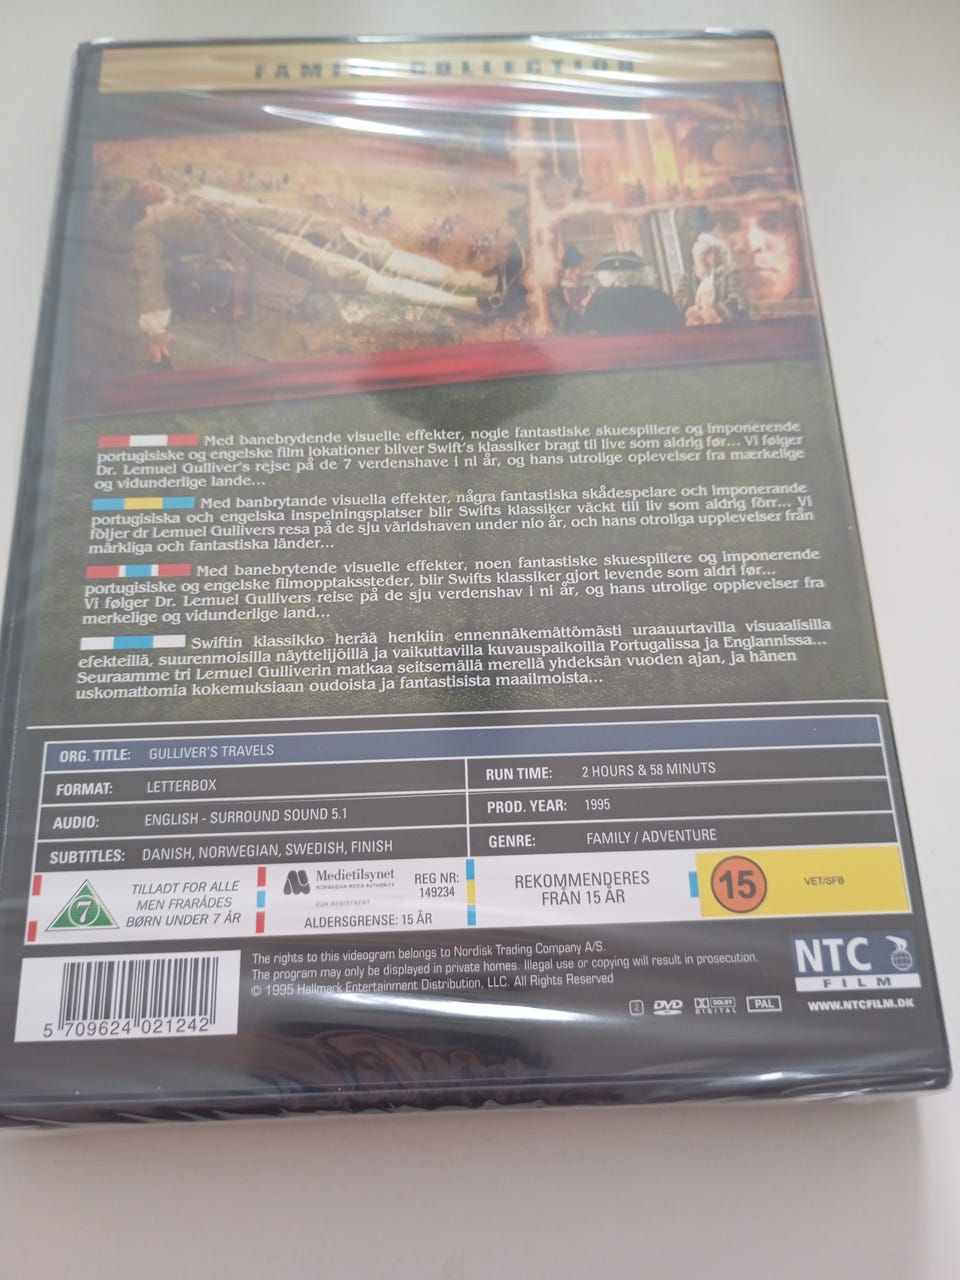 FAMILY COLLECTION
Med banebrydende visuelle effekter, nogle fantastiske skuespillere og imponerende
portugisiske og engelske film lokationer bliver Swift's klassiker bragt til live som aldrig før... Vi følger
Dr. Lemuel Gulliver's rejse på de 7 verdenshave i ni år, og hans utrolige oplevelser fra mærkelige
og vidunderlige lande...
Med banbrytande visuella effekter, några fantastiska skådespelare och imponerande
portugisiska och engelska inspelningsplatser blir Swifts klassiker väckt til liv som aldrig förr... Vi
följer dr Lemuel Gullivers resa på de sju världshaven under nio år, och hans otroliga upplevelser från
märkliga och fantastiska länder...
Med banebrytende visuelle effekter, noen fantastiske skuespillere og imponerende
portugisiske og engelske filmopptakssteder, blir Swifts klassiker gjort levende som aldri før...
Vi følger Dr. Lemuel Gullivers reise på de sju verdenshav i ni år, og hans utrolige opplevelser fra
merkelige og vidunderlige land...
Swiftin klassikko herää henkiin ennennäkemättömästi uraauurtavilla visuaalisilla
efekteillä, suurenmoisilla näyttelijöillä ja vaikuttavilla kuvauspaikoilla Portugalissa ja Englannissa...
Seuraamme tri Lemuel Gulliverin matkaa seitsemällä merellä yhdeksän vuoden ajan, ja hänen
uskomattomia kokemuksiaan oudoista ja fantastisista maailmoista...
ORG. TITLE: GULLIVER'S TRAVELS
FORMAT: LETTERBOX
RUN TIME: 2 HOURS & 58 MINUTS
AUDIO: ENGLISH - SURROUND SOUND 5.1
PROD. YEAR: 1995
SUBTITLES: DANISH, NORWEGIAN, SWEDISH, FINISH
GENRE: FAMILY / ADVENTURE
7
TILLADT FOR ALLE
MEN FRARÅDES
BØRN UNDER 7 ÅR
Medietilsynet
NORWEGIAN MEDIA AUTHORITY
KUN REGISTRERT
REG NR:
149234
ALDERSGRENSE: 15 ÅR
REKOMMENDERES
FRÅN 15 ÅR
15
VET/SFB
5 709624 021242
The rights to this videogram belongs to Nordisk Trading Company A/S.
The program may only be displayed in private homes. Illegal use or copying will result in prosecution.
© 1995 Hallmark Entertainment Distribution, LLC. All Rights Reserved
NTC
FILM
2 DVD DOLBY DIGITAL PAL
WWW.NTCFILM.DK